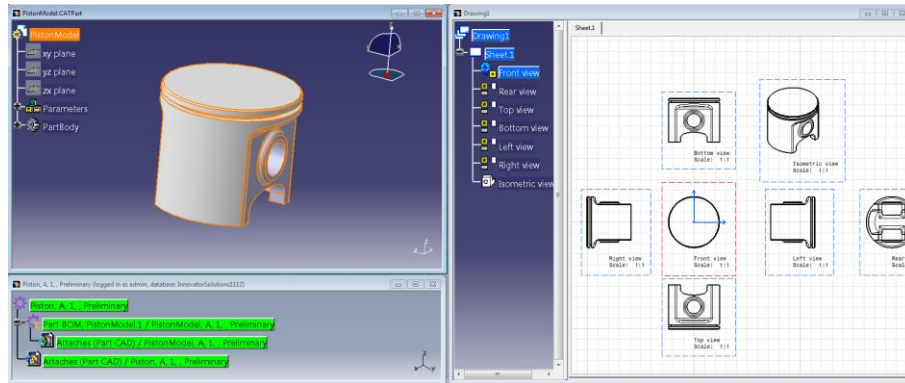 PistonModel.CATPart
PistonModel
xy plane
yz plane
zx plane
Parameters
PartBody
Piston, A, 1, , Preliminary (logged in as admin, database: InnovatorSolutions1112)
Piston, A, 1, , Preliminary
Part BOM, PistonModel.1 / PistonModel, A, 1, , Preliminary
Attaches (Part CAD) / PistonModel, A, 1, , Preliminary
Attaches (Part CAD) / Piston, A, 1, , Preliminary
Drawing1
Drawing1
Sheet.1
Front view
Rear view
Top view
Bottom view
Left view
Right view
Isometric view
Sheet.1
Bottom view
Scale: 1:1
Isometric view
Scale: 1:1
Right view
Scale: 1:1
Front view
Scale: 1:1
Left view
Scale: 1:1
Rear
Scale:
Top view
Scale: 1:1